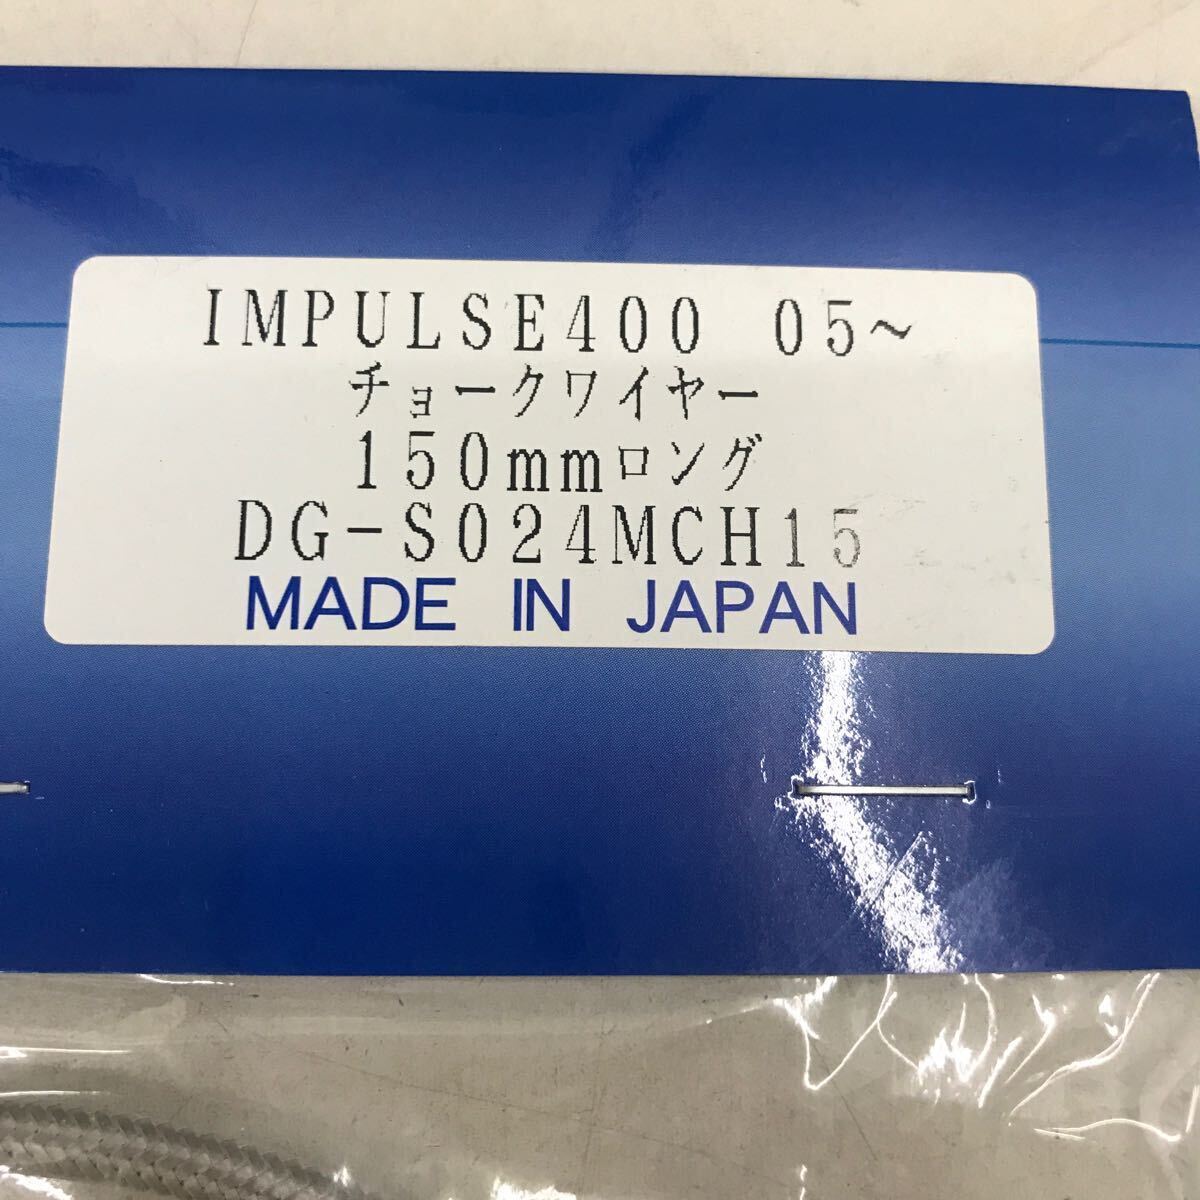 IMPULSE400 05~
チョークワイヤー
150mmロング
DG-S024MCH15
MADE IN JAPAN